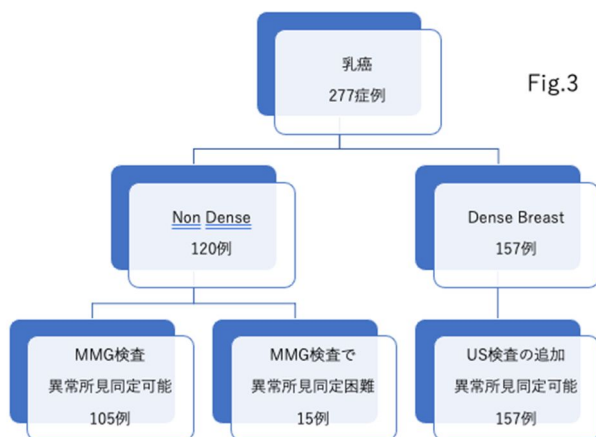 乳癌
277症例
Fig.3
Non Dense
120例
Dense Breast
157例
MMG検査
異常所見同定可能
105例
MMG検査で
異常所見同定困難
15例
US検査の追加
異常所見同定可能
157例